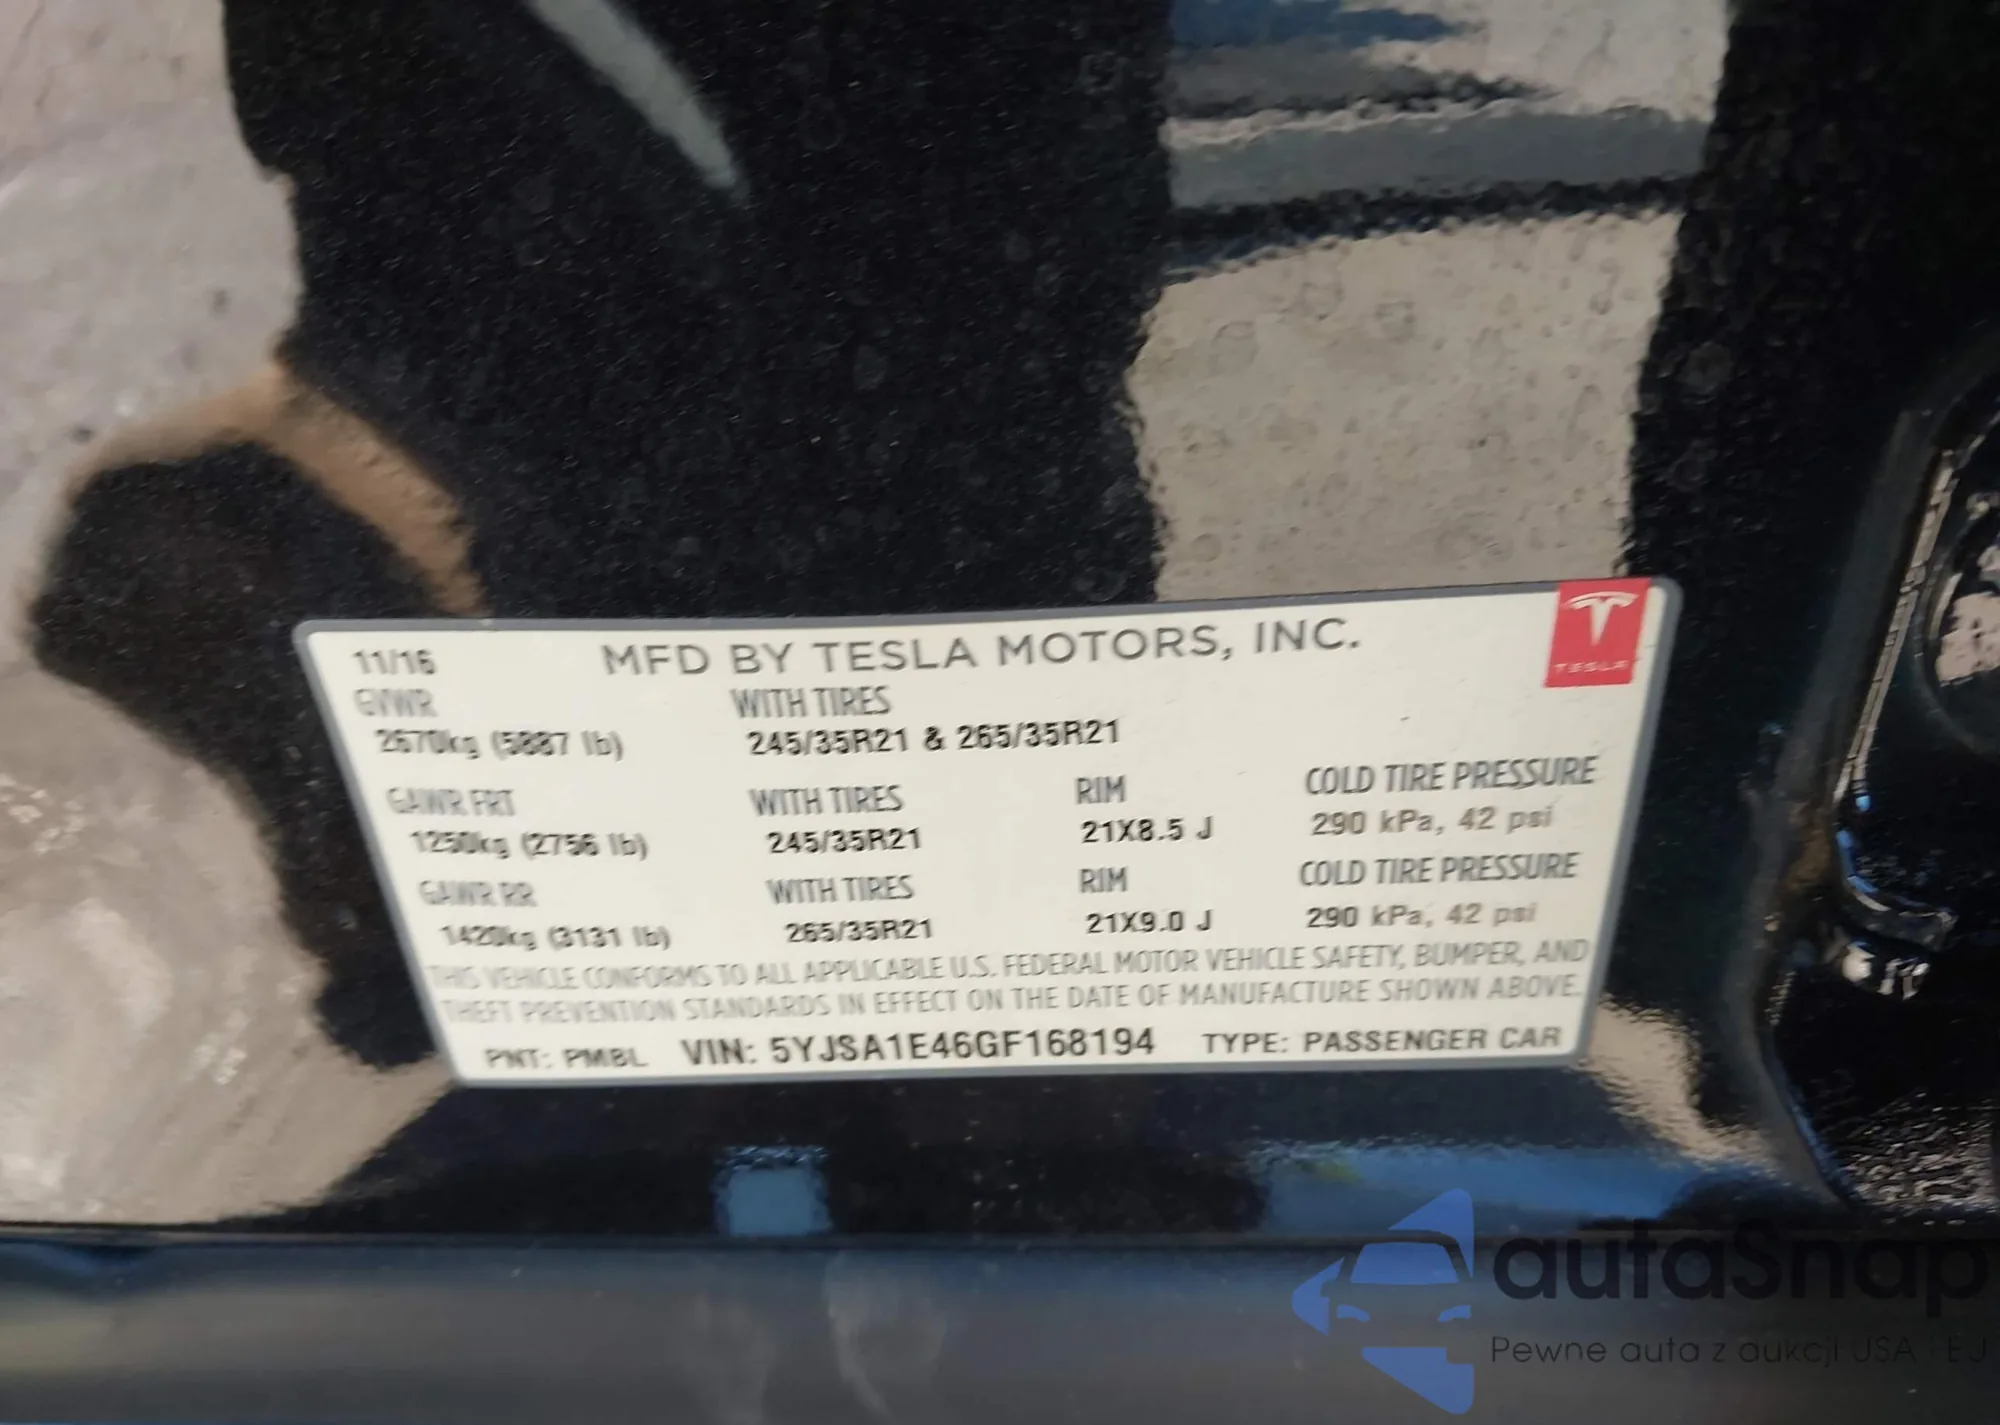 11/16 MFD BY TESLA MOTORS, INC.
TESLA
GVWR WITH TIRES
2670kg (5887 lb) 245/35R21 & 265/35R21
GAWR FRT WITH TIRES RIM COLD TIRE PRESSURE
1250kg (2756 lb) 245/35R21 21X8.5 J 290 kPa, 42 psi
GAWR RR WITH TIRES RIM COLD TIRE PRESSURE
1420kg (3131 lb) 265/35R21 21X9.0 J 290 kPa, 42 psi
THIS VEHICLE CONFORMS TO ALL APPLICABLE U.S. FEDERAL MOTOR VEHICLE SAFETY, BUMPER, AND
THEFT PREVENTION STANDARDS IN EFFECT ON THE DATE OF MANUFACTURE SHOWN ABOVE.
PNT: PMBL VIN: 5YJSA1E46GF168194 TYPE: PASSENGER CAR
autaSnap
Pewne auta z aukcji USA i EJ